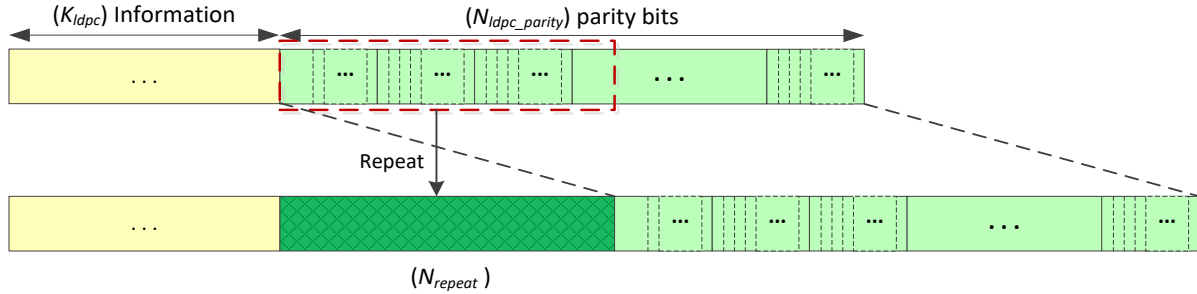 (K_ldpc) Information (N_ldpc_parity) parity bits
. . . ... ... ... . . . ...
Repeat
. . . ... ... ... . . . ...
(N_repeat )